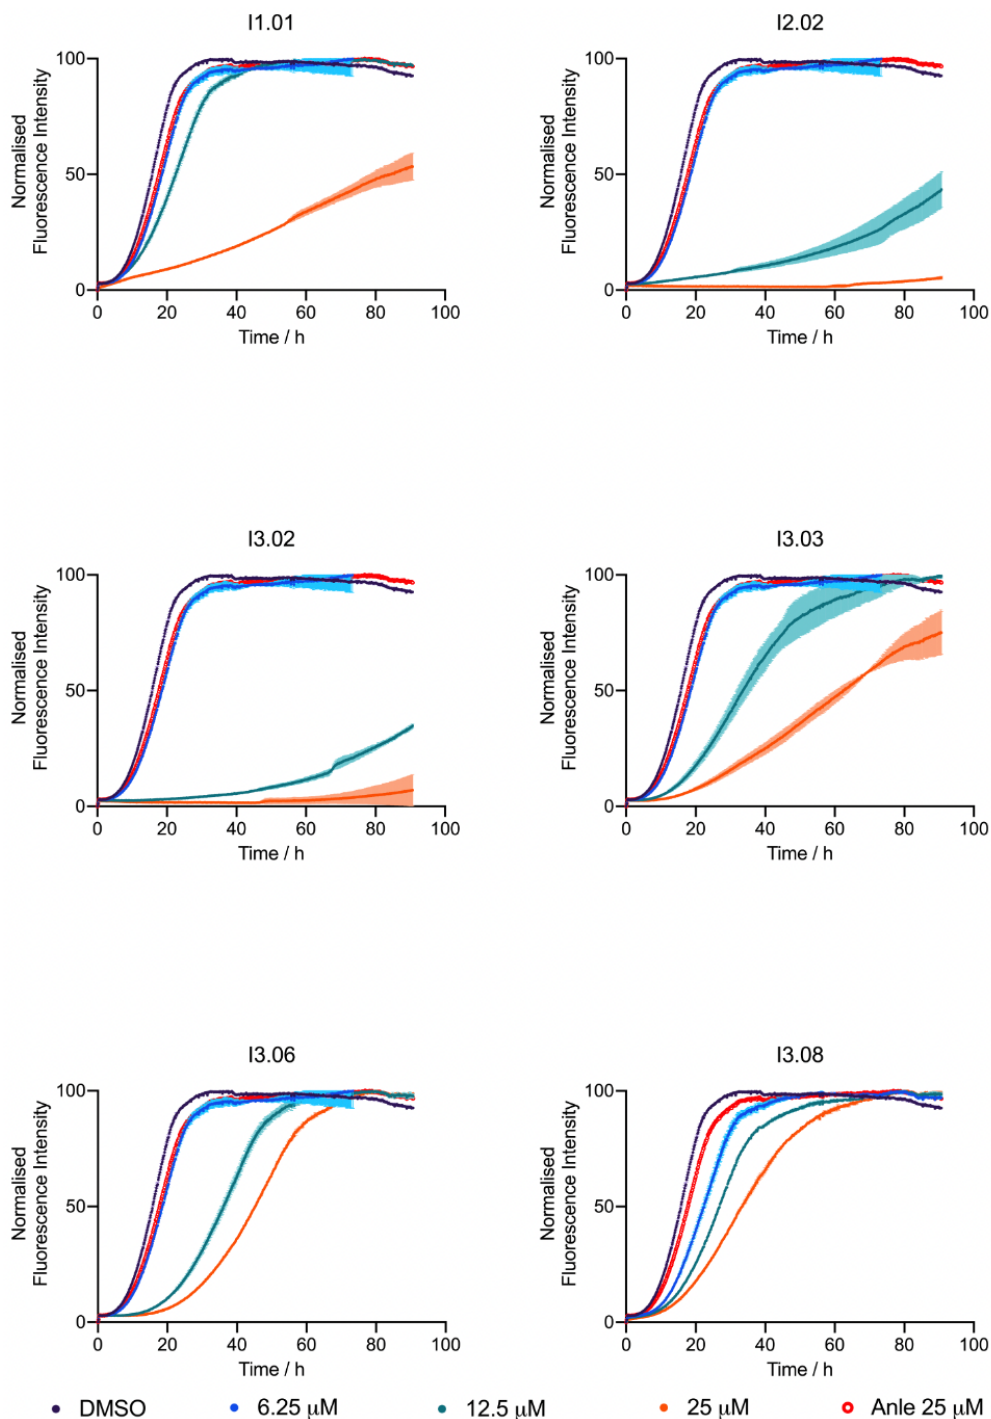 I1.01
I2.02
Normalised
Fluorescence Intensity
100
50
0
0 20 40 60 80 100
Time / h
Normalised
Fluorescence Intensity
100
50
0
0 20 40 60 80 100
Time / h
I3.02
I3.03
Normalised
Fluorescence Intensity
100
50
0
0 20 40 60 80 100
Time / h
Normalised
Fluorescence Intensity
100
50
0
0 20 40 60 80 100
Time / h
I3.06
I3.08
Normalised
Fluorescence Intensity
100
50
0
0 20 40 60 80 100
Time / h
Normalised
Fluorescence Intensity
100
50
0
0 20 40 60 80 100
Time / h
DMSO 6.25 μM 12.5 μM 25 μM Anle 25 μM